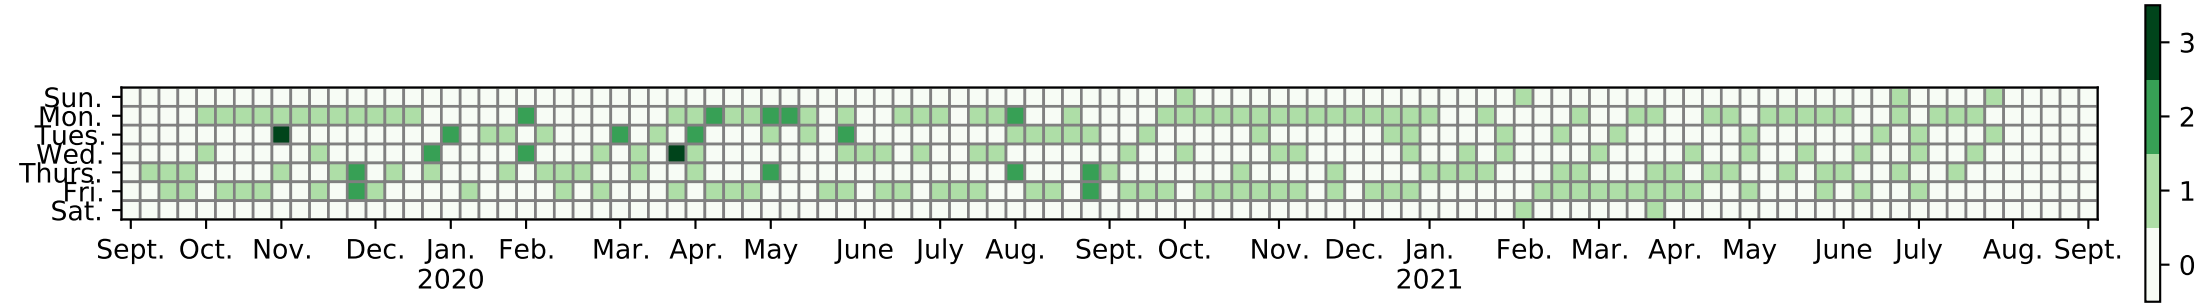 Sun.
Mon.
Tues.
Wed.
Thurs.
Fri.
Sat.
Sept. Oct. Nov. Dec. Jan. Feb. Mar. Apr. May June July Aug. Sept. Oct. Nov. Dec. Jan. Feb. Mar. Apr. May June July Aug. Sept.
2020 2021
3
2
1
0